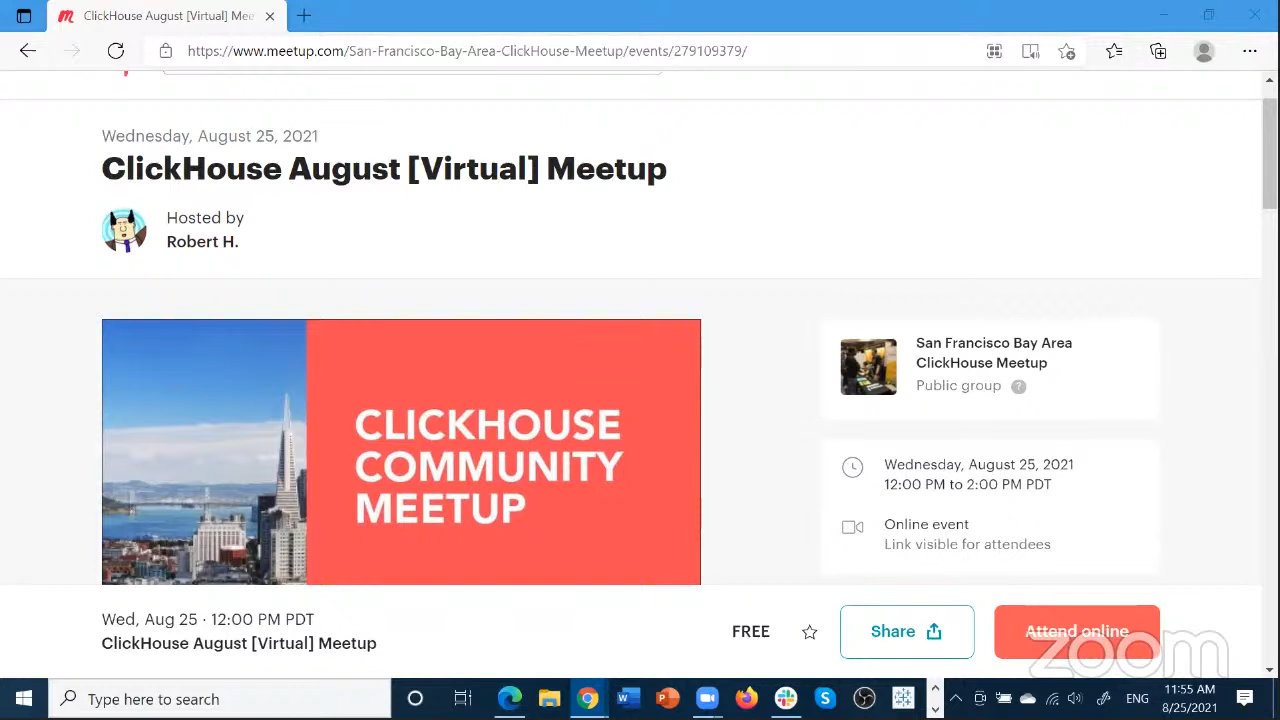 ClickHouse August [Virtual] Mee
https://www.meetup.com/San-Francisco-Bay-Area-ClickHouse-Meetup/events/279109379/
Wednesday, August 25, 2021
ClickHouse August [Virtual] Meetup
Hosted by
Robert H.
CLICKHOUSE
COMMUNITY
MEETUP
San Francisco Bay Area
ClickHouse Meetup
Public group ?
Wednesday, August 25, 2021
12:00 PM to 2:00 PM PDT
Online event
Link visible for attendees
Wed, Aug 25 · 12:00 PM PDT
ClickHouse August [Virtual] Meetup
FREE
Share
Attend online
zoom
Type here to search
ENG
11:55 AM
8/25/2021